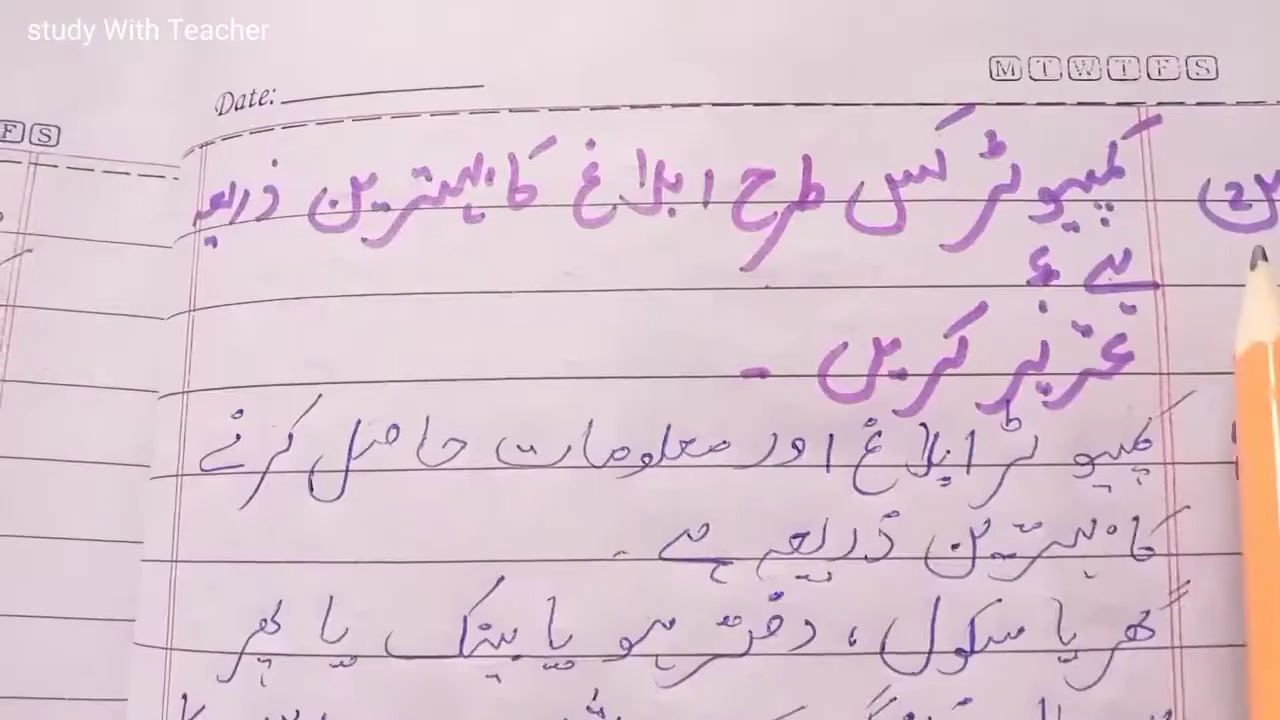 study With Teacher
Date:
M T W T F S
F S
س2 کمپیوٹر کس طرح ابلاغ کا بہترین ذریعہ
ہے؟
تحریر کریں ۔
کمپیوٹر ابلاغ اور معلومات حاصل کرنے
کا بہترین ذریعہ ہے۔
گھر یا سکول، دفتر ہو یا بینک یا پھر